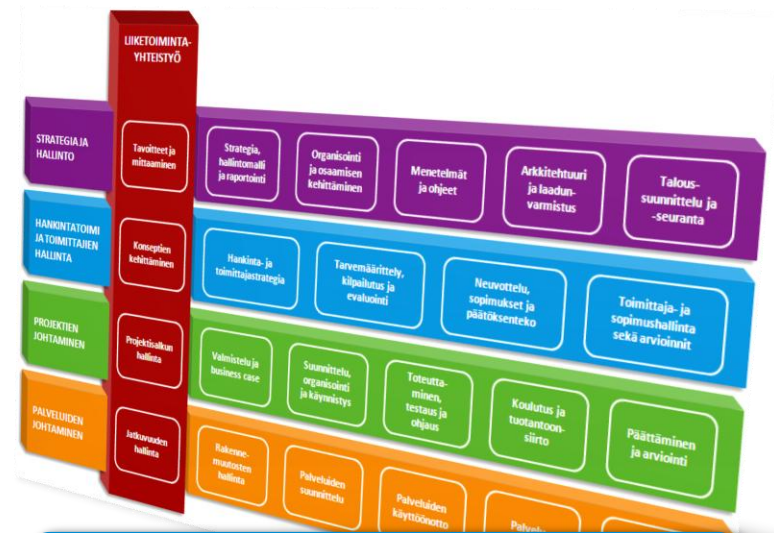 LIIKETOIMINTA-
YHTEISTYÖ
STRATEGIA JA
HALLINTO
Tavoitteet ja
mittaaminen
Strategia,
hallintomalli
ja raportointi
Organisointi
ja osaamisen
kehittäminen
Menetelmät
ja ohjeet
Arkkitehtuuri
ja laadun-
varmistus
Talous-
suunnittelu ja
-seuranta
HANKINTATOIMI
JA TOIMITTAJIEN
HALLINTA
Konseptien
kehittäminen
Hankinta- ja
toimittajastrategia
Tarvemäärittely,
kilpailutus ja
evaluointi
Neuvottelu,
sopimukset ja
päätöksenteko
Toimittaja- ja
sopimushallinta
sekä arvioinnit
PROJEKTIEN
JOHTAMINEN
Projektisalkun
hallinta
Valmistelu ja
business case
Suunnittelu,
organisointi
ja käynnistys
Toteutta-
minen,
testaus ja
ohjaus
Koulutus ja
tuotantoon-
siirto
Päättäminen
ja arviointi
PALVELUIDEN
JOHTAMINEN
Jatkuvuuden
hallinta
Rakenne-
muutosten
hallinta
Palveluiden
suunnittelu
Palveluiden
käyttöönotto